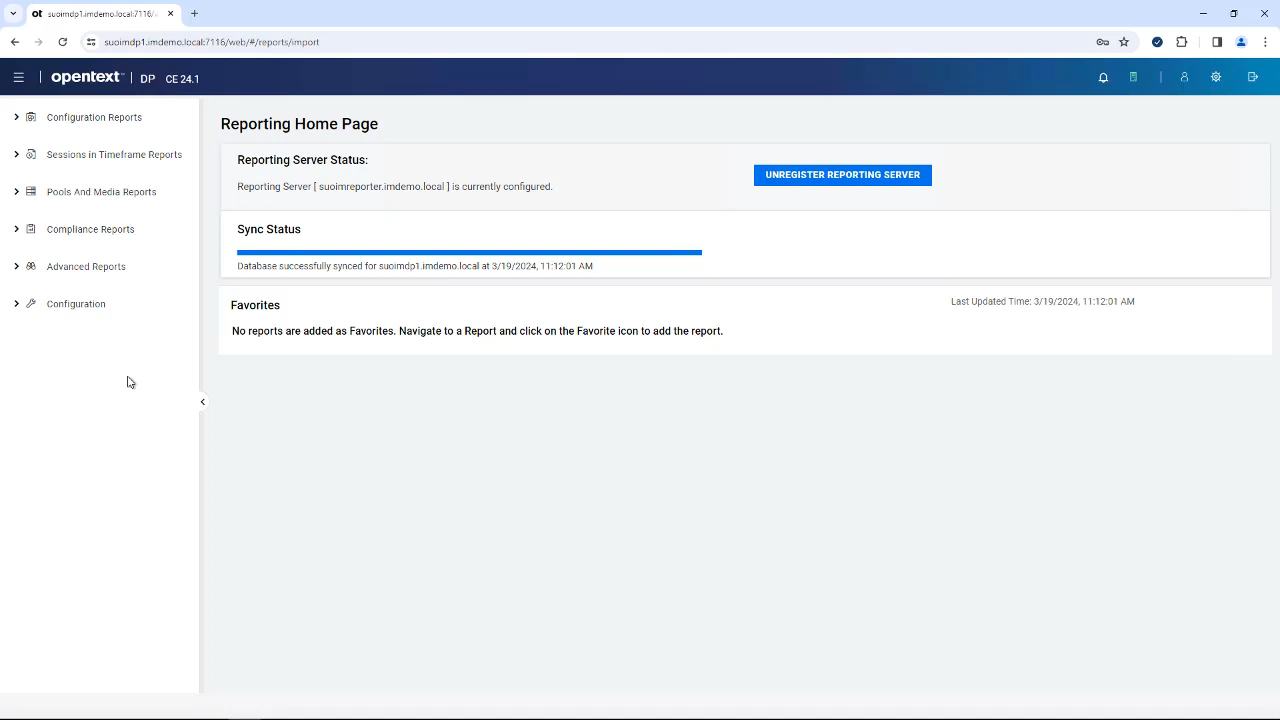 suoimdp1.imdemo.local:7116/
suoimdp1.imdemo.local:7116/web/#/reports/import
opentext™ | DP CE 24.1
Configuration Reports
Sessions in Timeframe Reports
Pools And Media Reports
Compliance Reports
Advanced Reports
Configuration
Reporting Home Page
Reporting Server Status:
Reporting Server [ suoimreporter.imdemo.local ] is currently configured.
UNREGISTER REPORTING SERVER
Sync Status
Database successfully synced for suoimdp1.imdemo.local at 3/19/2024, 11:12:01 AM
Favorites
Last Updated Time: 3/19/2024, 11:12:01 AM
No reports are added as Favorites. Navigate to a Report and click on the Favorite icon to add the report.